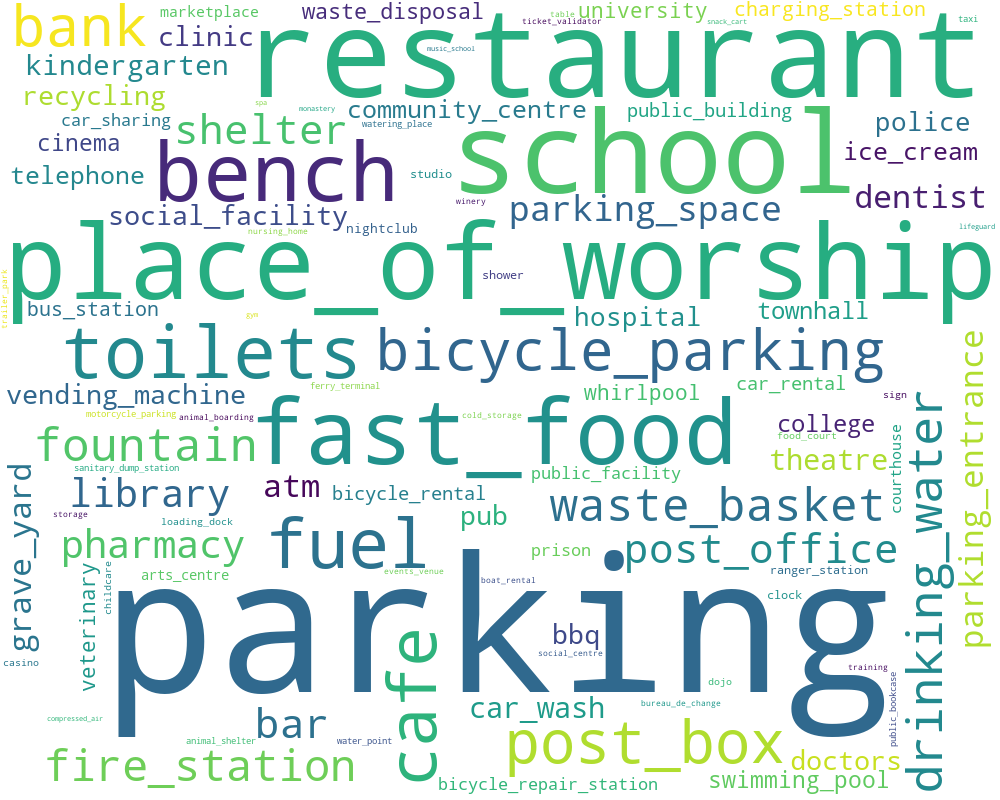 marketplace
waste_disposal
table
university
charging_station
bank
clinic
restaurant
ticket_validator
snack_cart
taxi
kindergarten
music_school
recycling
spa
monastery
community_centre
public_building
car_sharing
shelter
watering_place
school
police
cinema
bench
ice_cream
telephone
studio
dentist
social_facility
winery
parking_space
nursing_home
nightclub
place_of_worship
lifeguard
trailer_park
shower
bus_station
gym
hospital
townhall
toilets
bicycle_parking
parking_entrance
vending_machine
ferry_terminal
whirlpool
car_rental
sign
motorcycle_parking
animal_boarding
fast_food
cold_storage
college
drinking_water
fountain
food_court
courthouse
sanitary_dump_station
public_facility
theatre
grave_yard
library
atm
bicycle_rental
waste_basket
storage
loading_dock
pub
pharmacy
fuel
prison
post_office
arts_centre
events_venue
ranger_station
veterinary
childcare
boat_rental
clock
parking
cafe
bbq
casino
social_centre
training
public_bookcase
dojo
compressed_air
bar
car_wash
bureau_de_change
animal_shelter
water_point
post_box
fire_station
doctors
bicycle_repair_station
swimming_pool